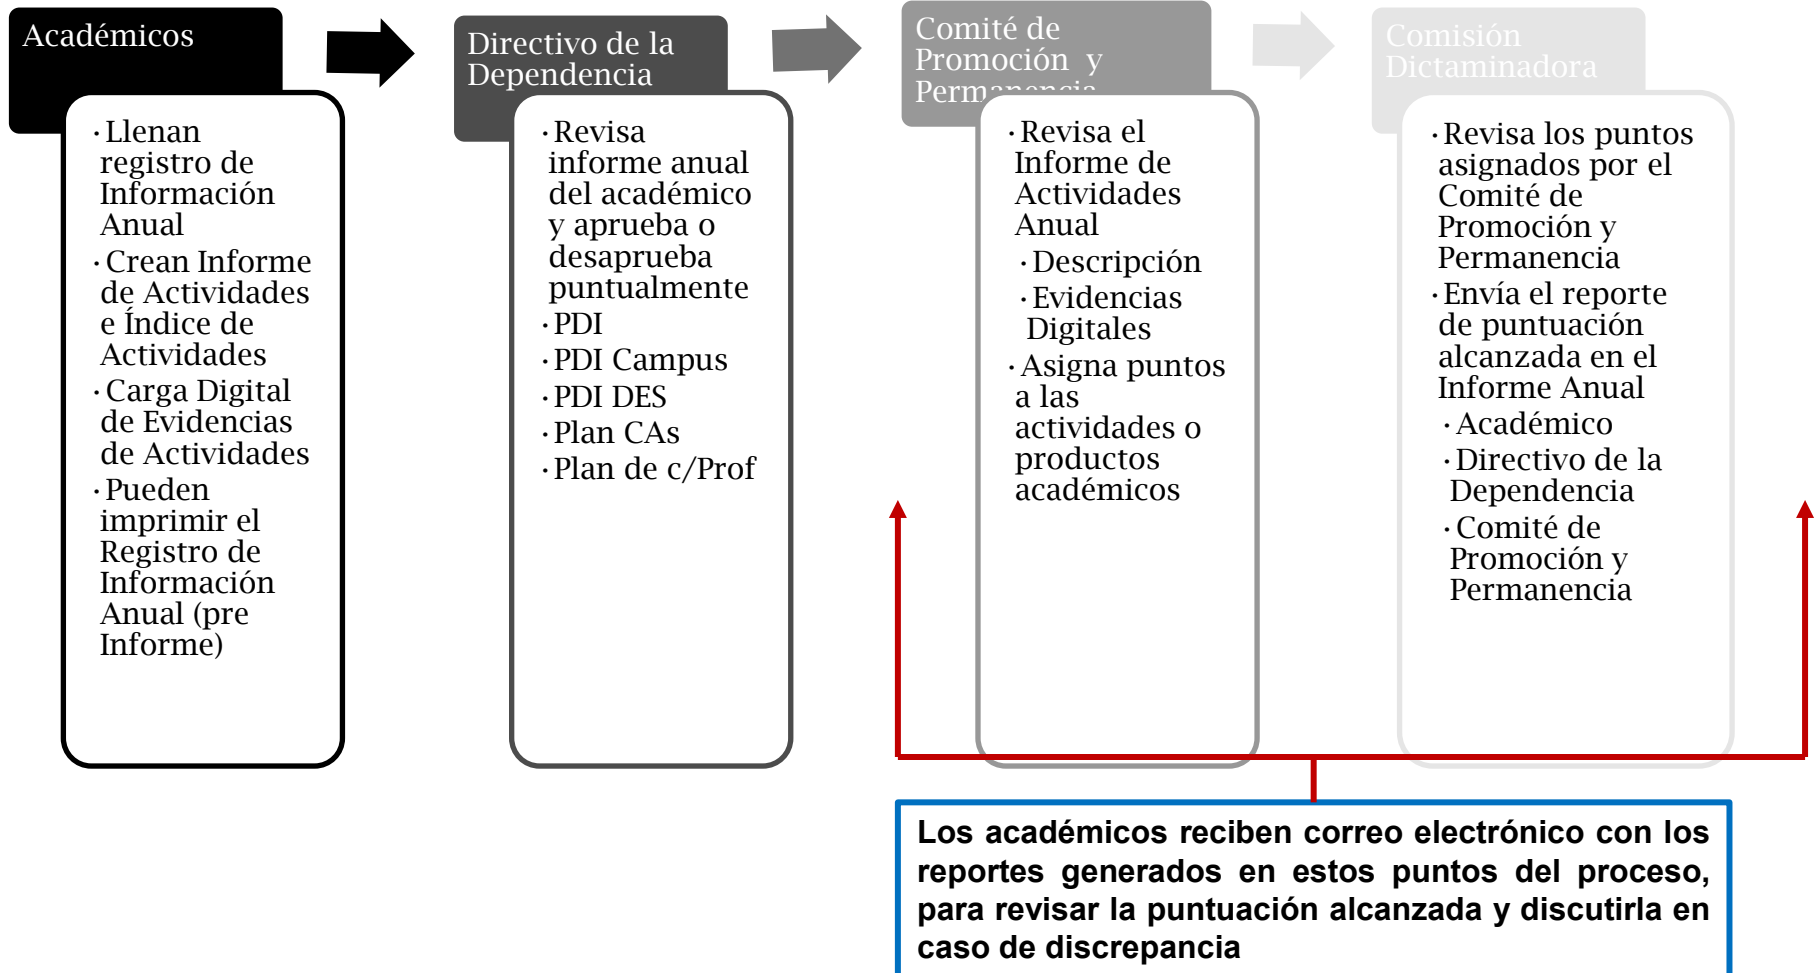 Académicos
· Llenan
registro de
Información
Anual
· Crean Informe
de Actividades
e Índice de
Actividades
· Carga Digital
de Evidencias
de Actividades
· Pueden
imprimir el
Registro de
Información
Anual (pre
Informe)
Directivo de la
Dependencia
· Revisa
informe anual
del académico
y aprueba o
desaprueba
puntualmente
· PDI
· PDI Campus
· PDI DES
· Plan CAs
· Plan de c/Prof
Comité de
Promoción y
Permanencia
· Revisa el
Informe de
Actividades
Anual
· Descripción
· Evidencias
Digitales
· Asigna puntos
a las
actividades o
productos
académicos
Comisión
Dictaminadora
· Revisa los puntos
asignados por el
Comité de
Promoción y
Permanencia
· Envía el reporte
de puntuación
alcanzada en el
Informe Anual
· Académico
· Directivo de la
Dependencia
· Comité de
Promoción y
Permanencia
Los académicos reciben correo electrónico con los
reportes generados en estos puntos del proceso,
para revisar la puntuación alcanzada y discutirla en
caso de discrepancia